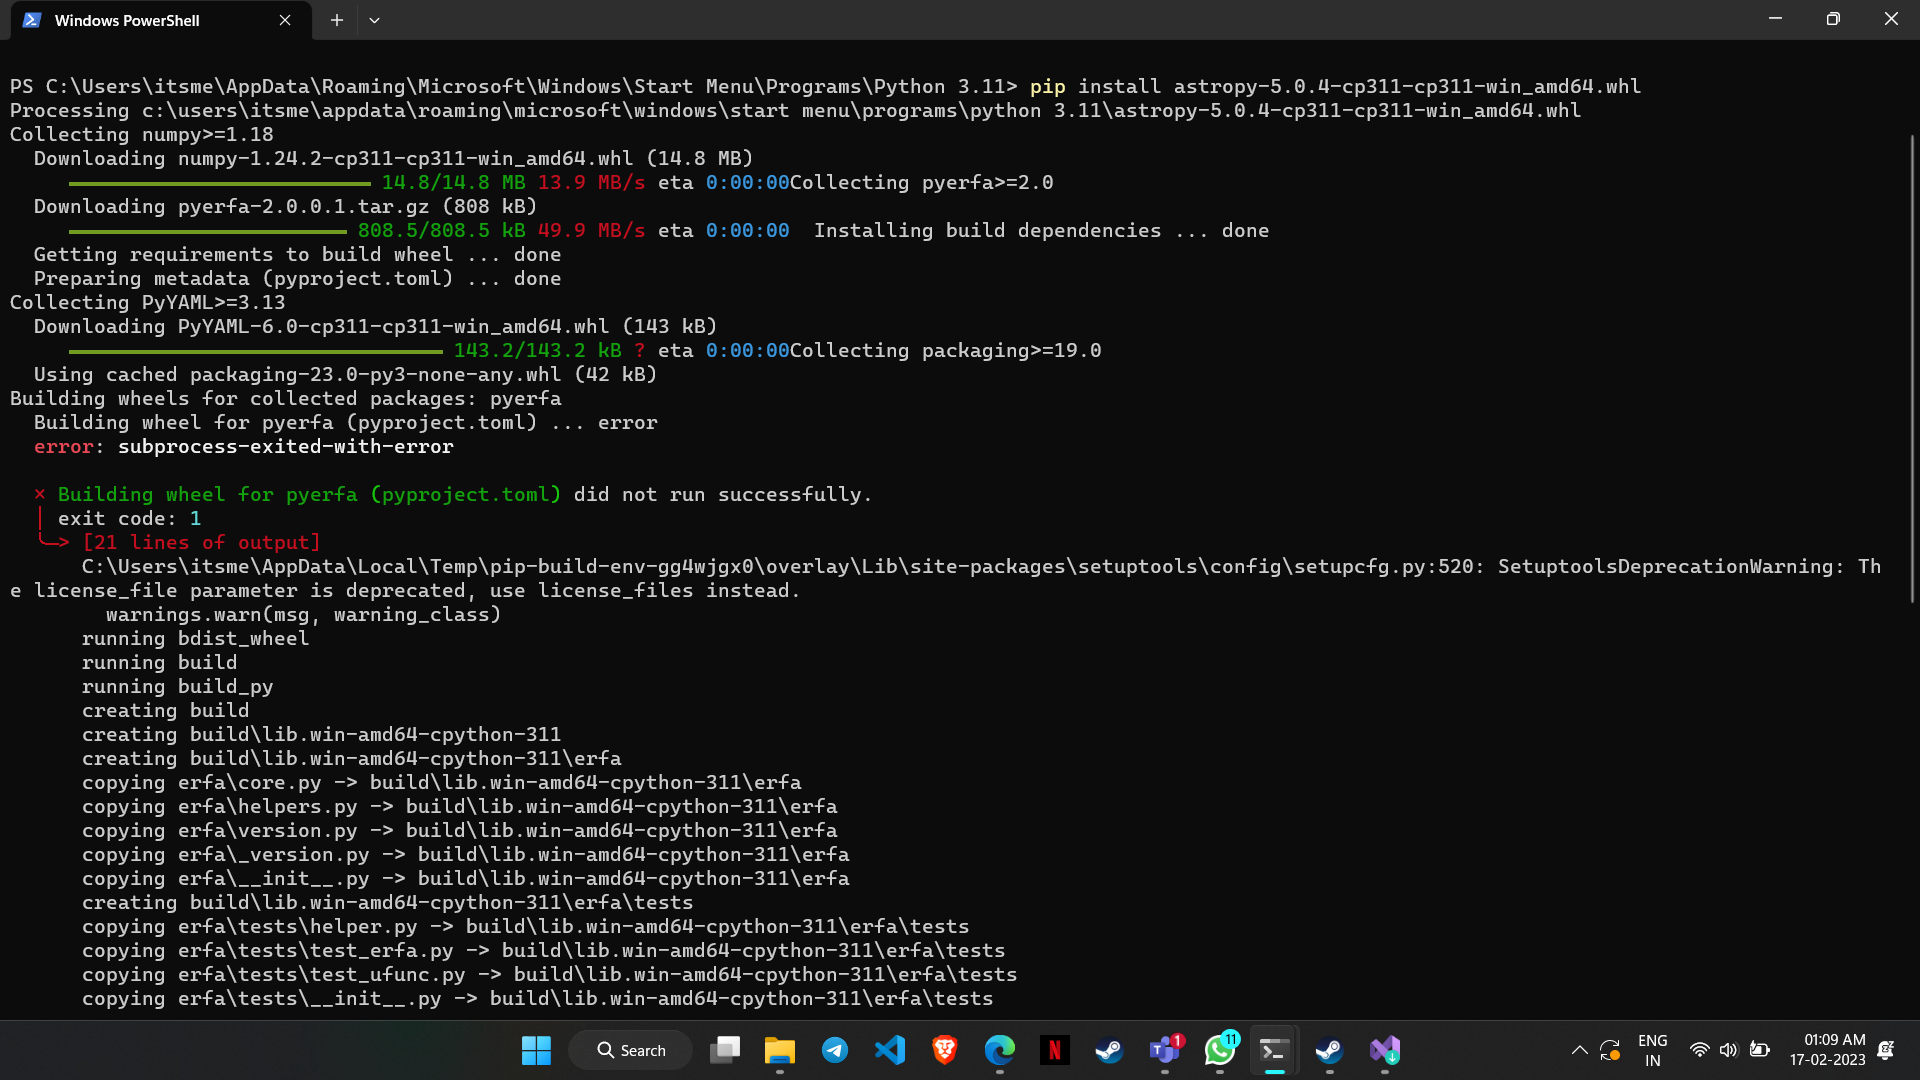 Windows PowerShell
PS C:\Users\itsme\AppData\Roaming\Microsoft\Windows\Start Menu\Programs\Python 3.11> pip install astropy-5.0.4-cp311-cp311-win_amd64.whl
Processing c:\users\itsme\appdata\roaming\microsoft\windows\start menu\programs\python 3.11\astropy-5.0.4-cp311-cp311-win_amd64.whl
Collecting numpy>=1.18
Downloading numpy-1.24.2-cp311-cp311-win_amd64.whl (14.8 MB)
14.8/14.8 MB 13.9 MB/s eta 0:00:00Collecting pyerfa>=2.0
Downloading pyerfa-2.0.0.1.tar.gz (808 kB)
808.5/808.5 kB 49.9 MB/s eta 0:00:00  Installing build dependencies ... done
Getting requirements to build wheel ... done
Preparing metadata (pyproject.toml) ... done
Collecting PyYAML>=3.13
Downloading PyYAML-6.0-cp311-cp311-win_amd64.whl (143 kB)
143.2/143.2 kB ? eta 0:00:00Collecting packaging>=19.0
Using cached packaging-23.0-py3-none-any.whl (42 kB)
Building wheels for collected packages: pyerfa
Building wheel for pyerfa (pyproject.toml) ... error
error: subprocess-exited-with-error
× Building wheel for pyerfa (pyproject.toml) did not run successfully.
│ exit code: 1
╰─> [21 lines of output]
C:\Users\itsme\AppData\Local\Temp\pip-build-env-gg4wjgx0\overlay\Lib\site-packages\setuptools\config\setupcfg.py:520: SetuptoolsDeprecationWarning: Th
e license_file parameter is deprecated, use license_files instead.
warnings.warn(msg, warning_class)
running bdist_wheel
running build
running build_py
creating build
creating build\lib.win-amd64-cpython-311
creating build\lib.win-amd64-cpython-311\erfa
copying erfa\core.py -> build\lib.win-amd64-cpython-311\erfa
copying erfa\helpers.py -> build\lib.win-amd64-cpython-311\erfa
copying erfa\version.py -> build\lib.win-amd64-cpython-311\erfa
copying erfa\_version.py -> build\lib.win-amd64-cpython-311\erfa
copying erfa\__init__.py -> build\lib.win-amd64-cpython-311\erfa
creating build\lib.win-amd64-cpython-311\erfa\tests
copying erfa\tests\helper.py -> build\lib.win-amd64-cpython-311\erfa\tests
copying erfa\tests\test_erfa.py -> build\lib.win-amd64-cpython-311\erfa\tests
copying erfa\tests\test_ufunc.py -> build\lib.win-amd64-cpython-311\erfa\tests
copying erfa\tests\__init__.py -> build\lib.win-amd64-cpython-311\erfa\tests
Search
N
T
1
11
ENG
IN
01:09 AM
17-02-2023